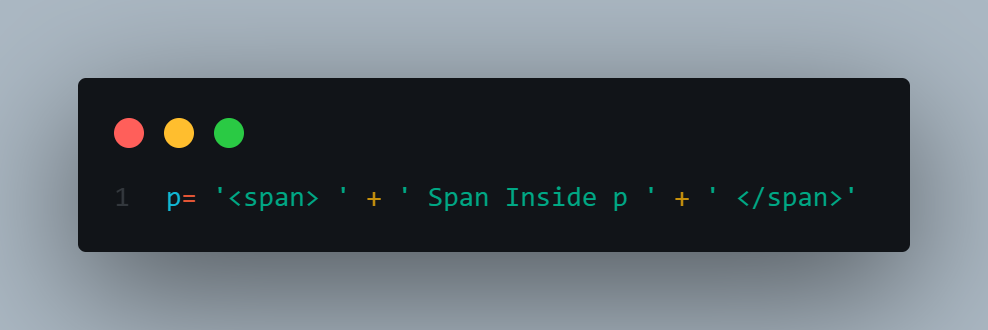 1 p= '<span> ' + ' Span Inside p ' + ' </span>'